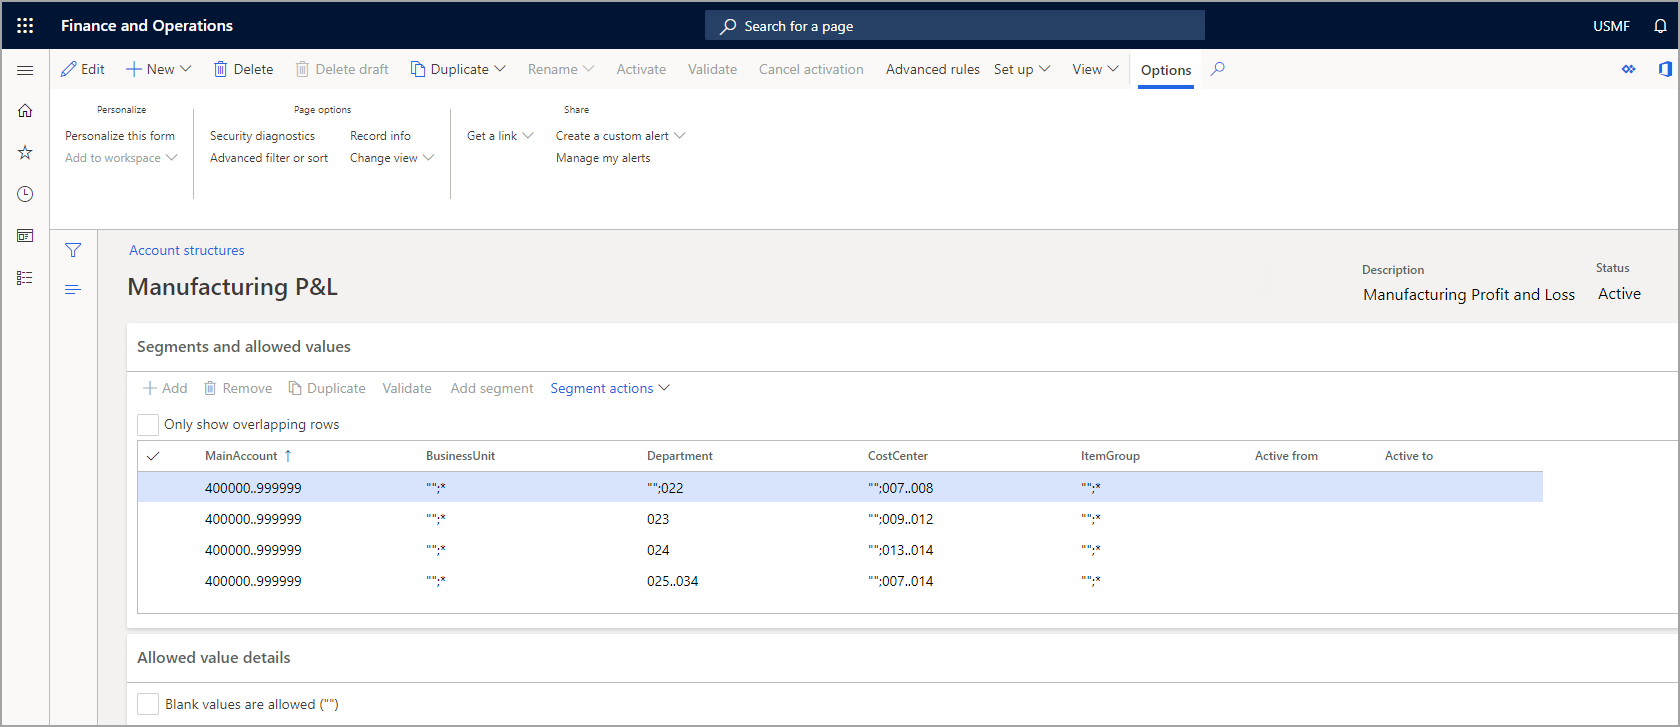 Finance and Operations
Search for a page
USMF
Edit New Delete Delete draft Duplicate Rename Activate Validate Cancel activation Advanced rules Set up View Options
Personalize Page options Share
Personalize this form Security diagnostics Record info Get a link Create a custom alert
Add to workspace Advanced filter or sort Change view Manage my alerts
Account structures
Manufacturing P&L
Description Status
Manufacturing Profit and Loss Active
Segments and allowed values
Add Remove Duplicate Validate Add segment Segment actions
Only show overlapping rows
MainAccount ↑ BusinessUnit Department CostCenter ItemGroup Active from Active to
400000..999999 "";* "";022 "";007..008 "";*
400000..999999 "";* 023 "";009..012 "";*
400000..999999 "";* 024 "";013..014 "";*
400000..999999 "";* 025..034 "";007..014 "";*
Allowed value details
Blank values are allowed ("")